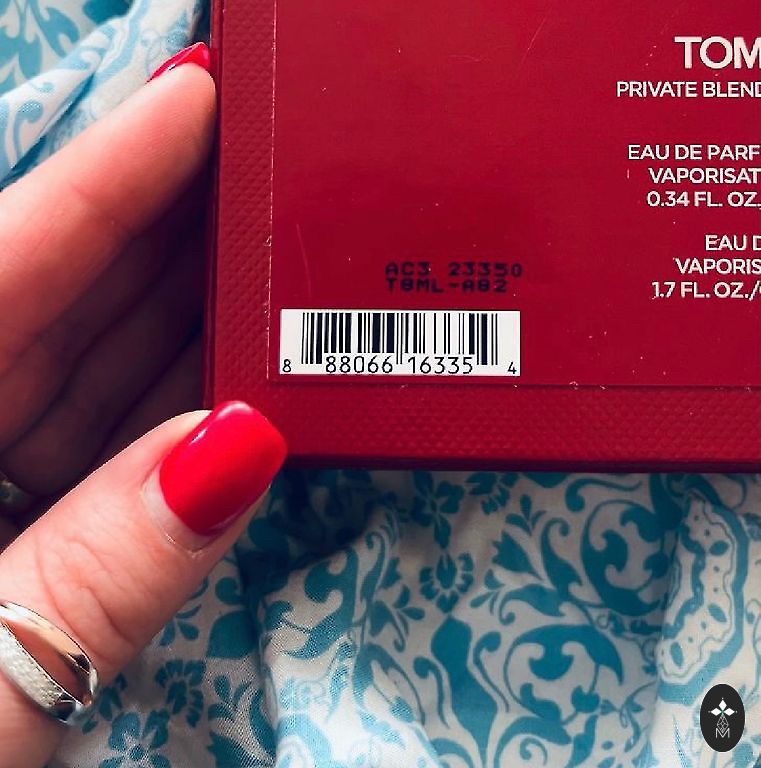 TOM
PRIVATE BLEND
EAU DE PARF
VAPORISAT
0.34 FL. OZ.
EAU D
VAPORIS
1.7 FL. OZ./
AC3 23350
T8ML-A82
8 88066 16335 4
M